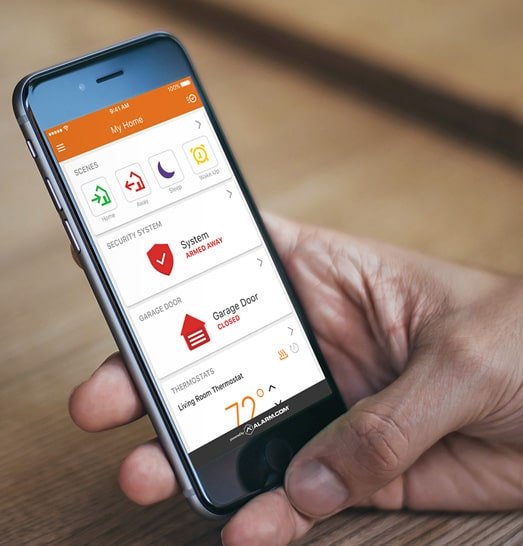 9:41 AM
100%
My Home
SCENES
Home
Away
Sleep
Wake Up
SECURITY SYSTEM
System
ARMED AWAY
GARAGE DOOR
Garage Door
CLOSED
THERMOSTATS
Living Room Thermostat
72°
powered by ALARM.COM